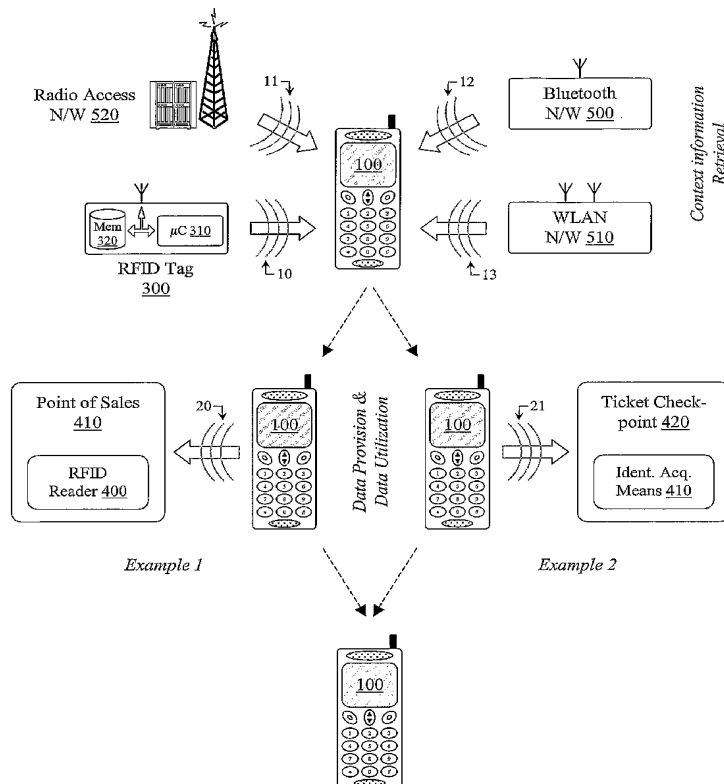 Radio Access
N/W 520
11
12
Bluetooth
N/W 500
100
Context information
Retrieval
Mem
320
μC 310
RFID Tag
300
10
13
WLAN
N/W 510
Point of Sales
410
RFID
Reader 400
20
100
Data Provision &
Data Utilization
100
21
Ticket Check-
point 420
Ident. Acq.
Means 410
Example 1
Example 2
100